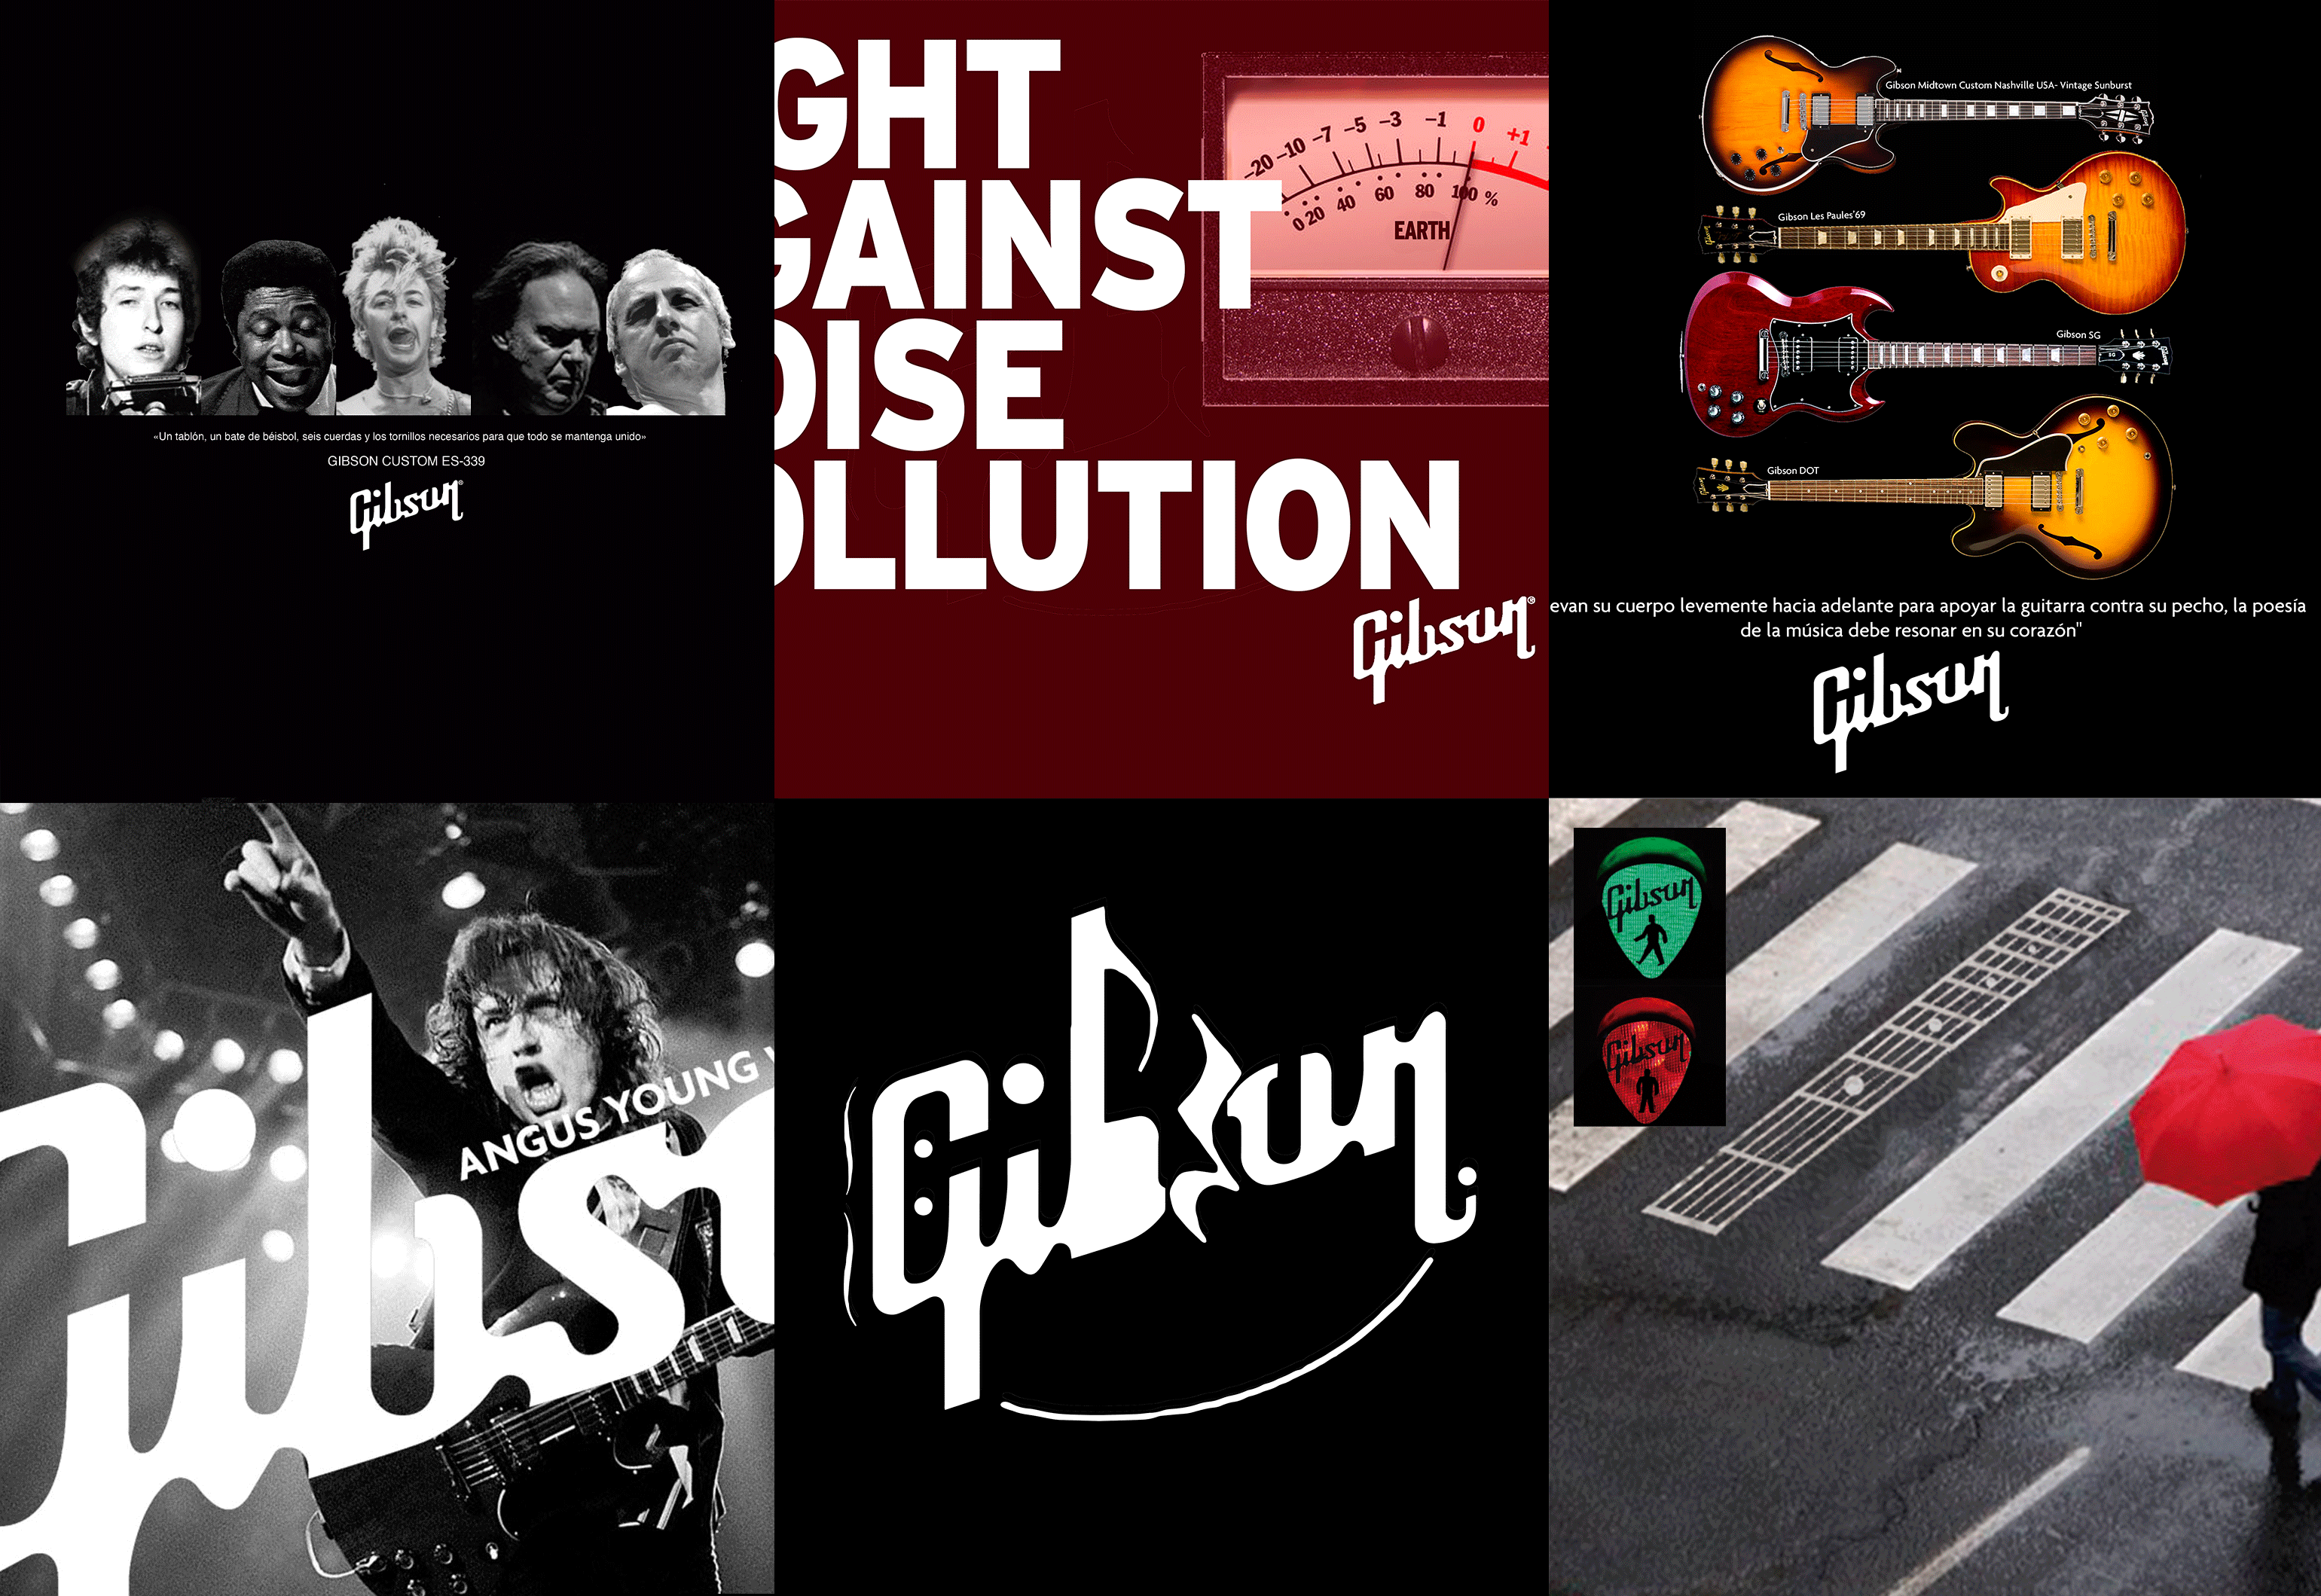 «Un tablón, un bate de béisbol, seis cuerdas y los tornillos necesarios para que todo se mantenga unido»
GIBSON CUSTOM ES-339
Gibson
GHT
GAINST
OISE
OLLUTION
-20 -10 -7 -5 -3 -1 0 +1
0 20 40 60 80 100 %
EARTH
Gibson
Gibson Midtown Custom Nashville USA- Vintage Sunburst
Gibson Les Paules'69
Gibson SG
Gibson DOT
evan su cuerpo levemente hacia adelante para apoyar la guitarra contra su pecho, la poesía
de la música debe resonar en su corazón"
Gibson
ANGUS YOUNG
Gibso
Gibson
Gibson
Gibson